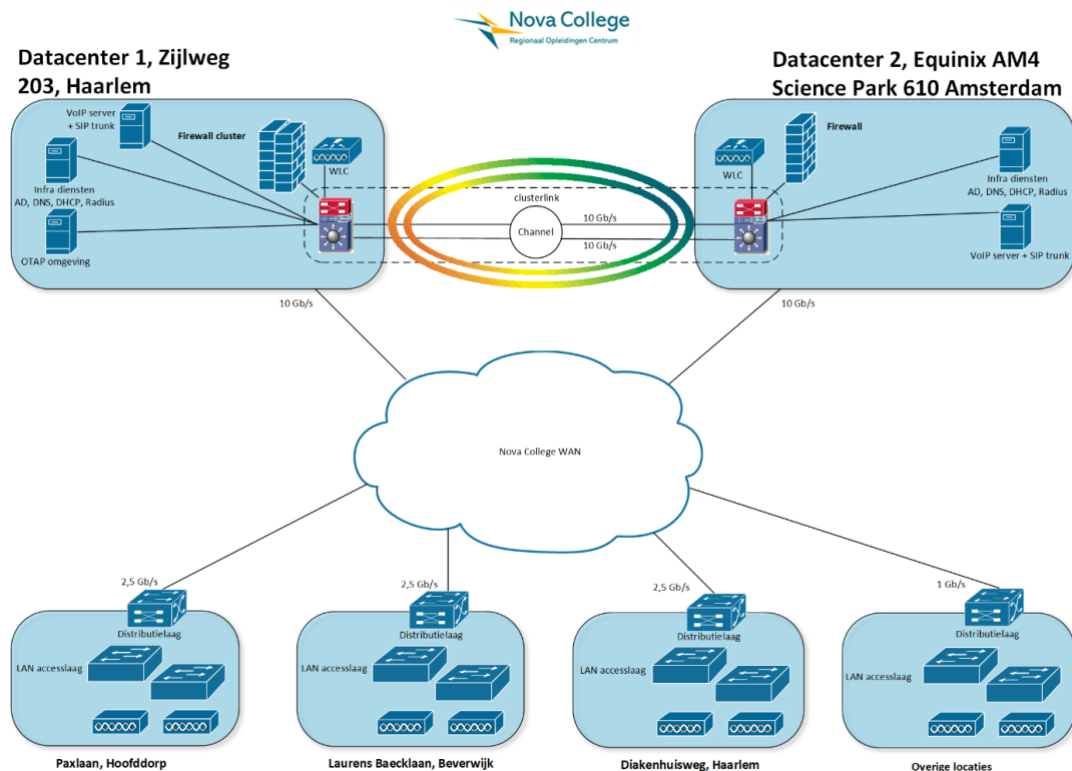 Nova College
Regionaal Opleidingen Centrum
Datacenter 1, Zijlweg
203, Haarlem
Datacenter 2, Equinix AM4
Science Park 610 Amsterdam
VoIP server
+ SIP trunk
Firewall cluster
WLC
Infra diensten
AD, DNS, DHCP, Radius
OTAP omgeving
clusterlink
10 Gb/s
Channel
10 Gb/s
Firewall
WLC
Infra diensten
AD, DNS, DHCP, Radius
VoIP server + SIP trunk
10 Gb/s
10 Gb/s
Nova College WAN
2,5 Gb/s
2,5 Gb/s
2,5 Gb/s
1 Gb/s
Distributielaag
LAN accesslaag
Distributielaag
LAN accesslaag
Distributielaag
LAN accesslaag
Distributielaag
LAN accesslaag
Paxlaan, Hoofddorp
Laurens Baecklaan, Beverwijk
Diakenhuisweg, Haarlem
Overige locaties